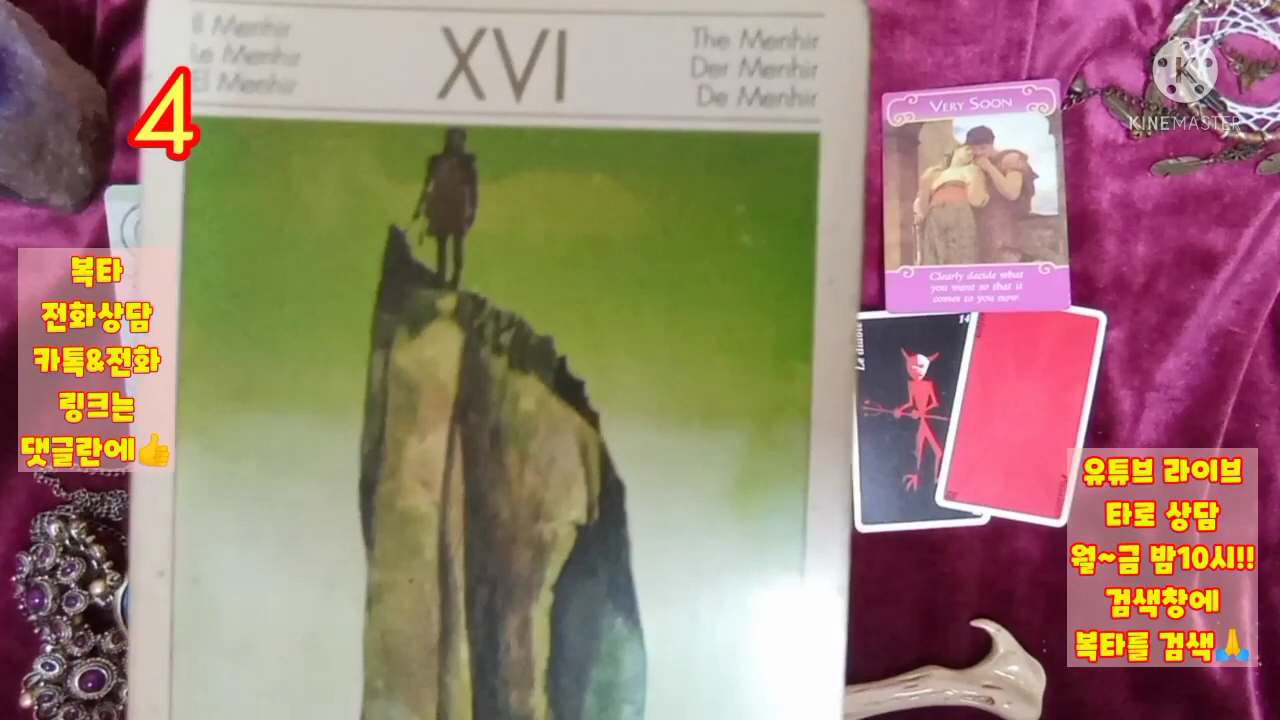 Il Menhir
Le Menhir
El Menhir
XVI
The Menhir
Der Menhir
De Menhir
4
VERY SOON
Clearly decide what
you want so that it
comes to you now
KINEMASTER
복타
전화상담
카톡&전화
링크는
댓글란에👍
Le diable
14
유튜브 라이브
타로 상담
월~금 밤10시!!
검색창에
복타를 검색🙏